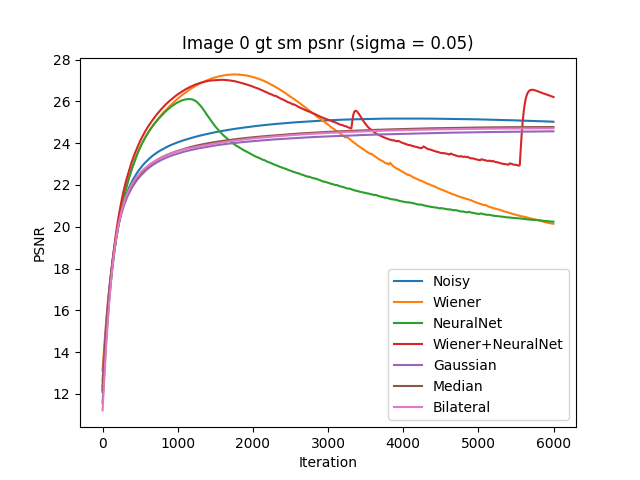 Image 0 gt sm psnr (sigma = 0.05)
28
26
24
22
20
18
16
14
12
PSNR
0 1000 2000 3000 4000 5000 6000
Iteration
Noisy
Wiener
NeuralNet
Wiener+NeuralNet
Gaussian
Median
Bilateral